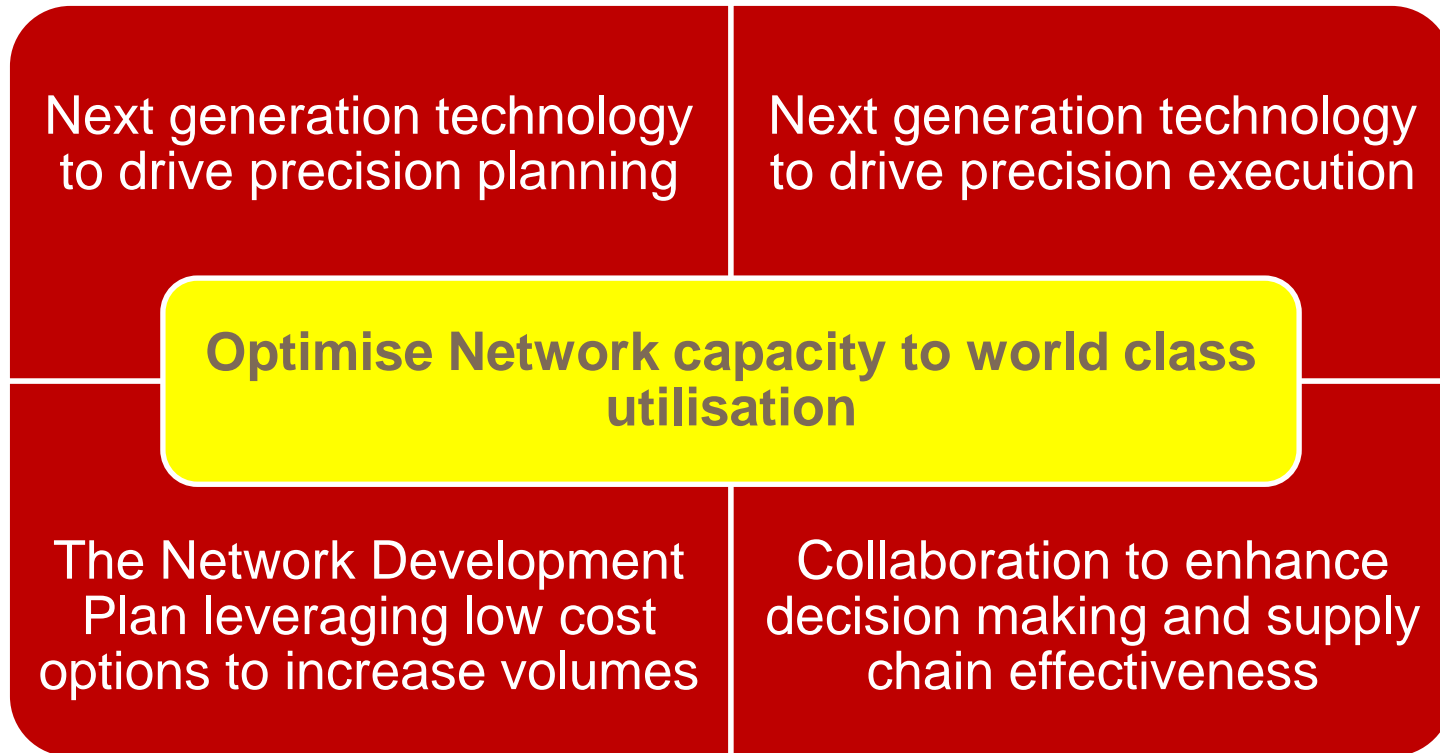 Next generation technology
to drive precision planning
Next generation technology
to drive precision execution
Optimise Network capacity to world class
utilisation
The Network Development
Plan leveraging low cost
options to increase volumes
Collaboration to enhance
decision making and supply
chain effectiveness